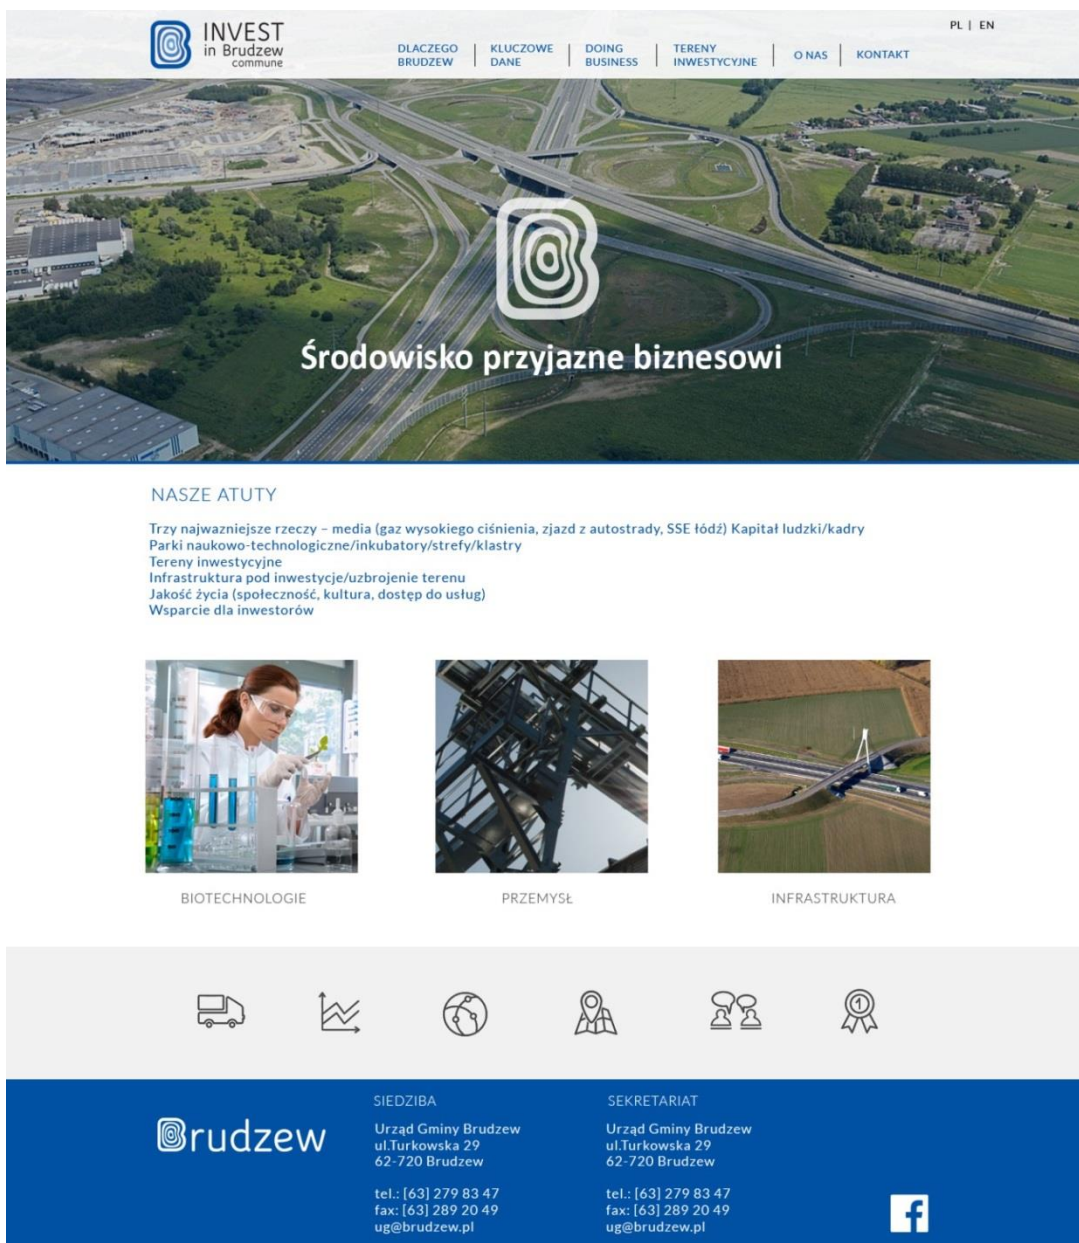 INVEST
in Brudzew
commune
PL | EN
DLACZEGO
BRUDZEW
KLUCZOWE
DANE
DOING
BUSINESS
TERENY
INWESTYCYJNE
O NAS
KONTAKT
Środowisko przyjazne biznesowi
NASZE ATUTY
Trzy najwazniejsze rzeczy – media (gaz wysokiego ciśnienia, zjazd z autostrady, SSE łódź) Kapitał ludzki/kadry
Parki naukowo-technologiczne/inkubatory/strefy/klastry
Tereny inwestycyjne
Infrastruktura pod inwestycje/uzbrojenie terenu
Jakość życia (społeczność, kultura, dostęp do usług)
Wsparcie dla inwestorów
BIOTECHNOLOGIE
PRZEMYSŁ
INFRASTRUKTURA
1
Brudzew
SIEDZIBA
Urząd Gminy Brudzew
ul.Turkowska 29
62-720 Brudzew
tel.: [63] 279 83 47
fax: [63] 289 20 49
ug@brudzew.pl
SEKRETARIAT
Urząd Gminy Brudzew
ul.Turkowska 29
62-720 Brudzew
tel.: [63] 279 83 47
fax: [63] 289 20 49
ug@brudzew.pl